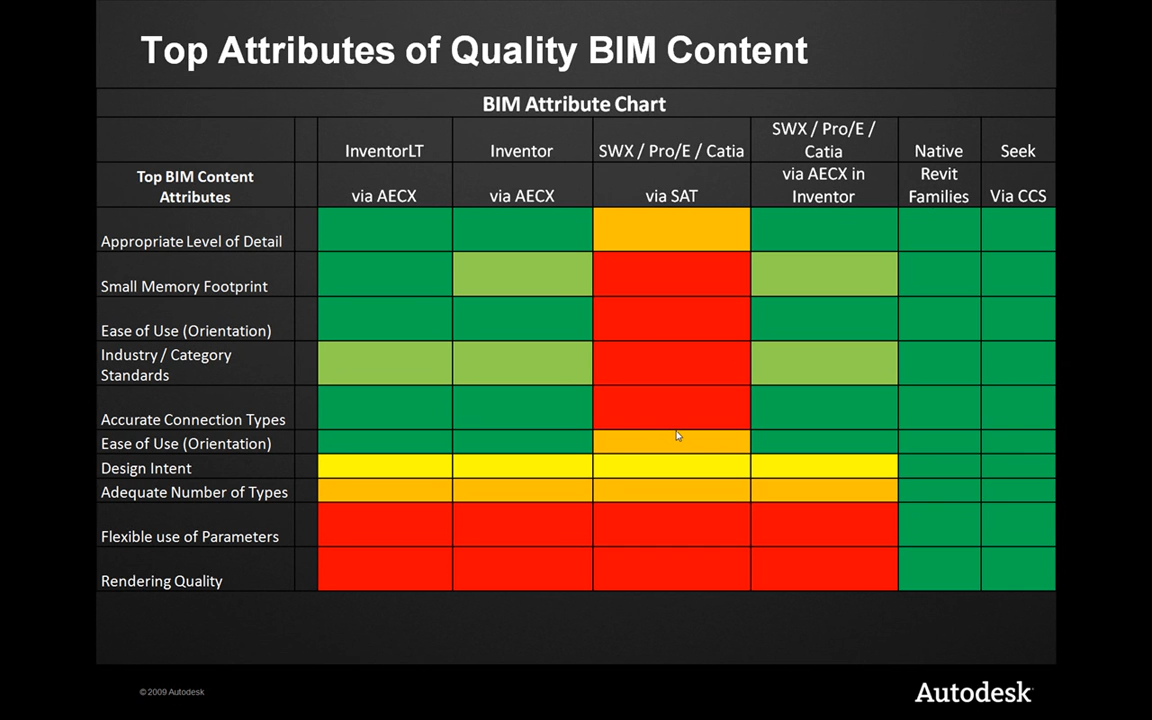 Top Attributes of Quality BIM Content
BIM Attribute Chart
InventorLT
Inventor
SWX / Pro/E / Catia
SWX / Pro/E /
Catia
Native
Seek
Top BIM Content
Attributes
via AECX
via AECX
via SAT
via AECX in
Inventor
Revit
Families
Via CCS
Appropriate Level of Detail
Small Memory Footprint
Ease of Use (Orientation)
Industry / Category
Standards
Accurate Connection Types
Ease of Use (Orientation)
Design Intent
Adequate Number of Types
Flexible use of Parameters
Rendering Quality
© 2009 Autodesk
Autodesk